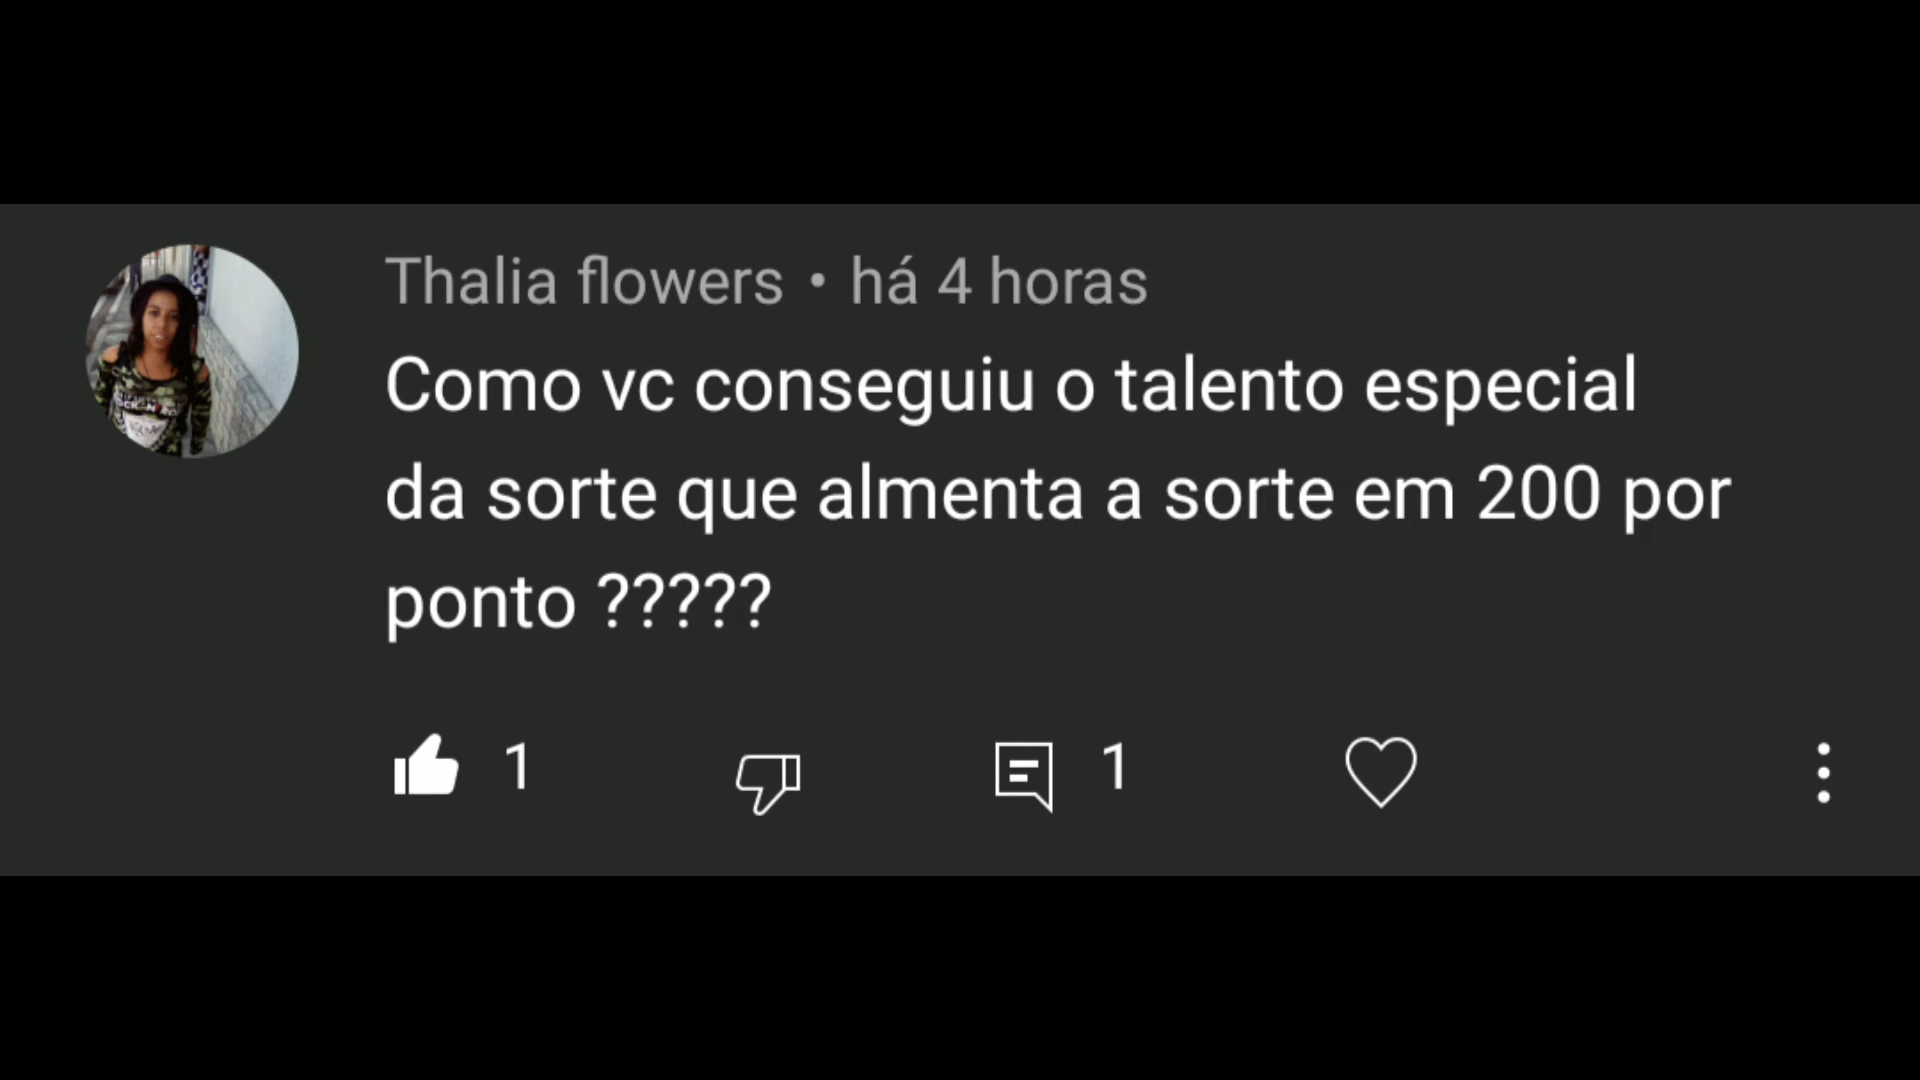 Thalia flowers • há 4 horas
Como vc conseguiu o talento especial
da sorte que almenta a sorte em 200 por
ponto ?????
1 1